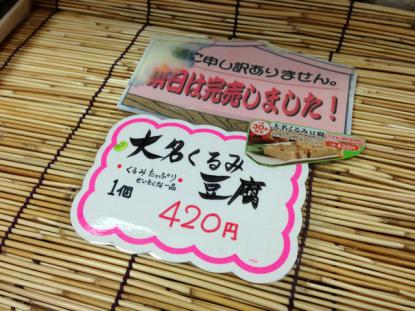 に申し訳ありません。
本日は完売しました！
30
大名くるみ豆腐
420円
大名くるみ
豆腐
くるみたっぷり
ぜいたくな一品
1個
420円